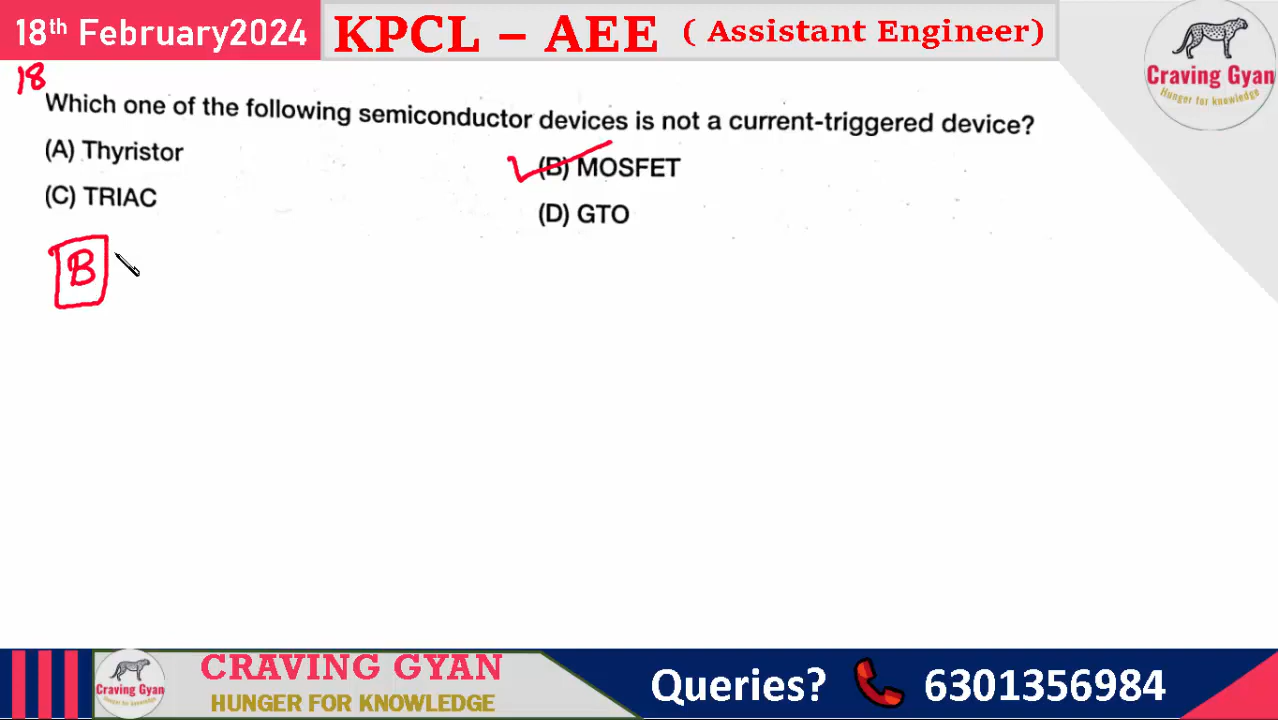 18th February2024
KPCL – AEE ( Assistant Engineer)
Craving Gyan
Hunger for knowledge
18
Which one of the following semiconductor devices is not a current-triggered device?
(A) Thyristor
(B) MOSFET
(C) TRIAC
(D) GTO
B
Craving Gyan
CRAVING GYAN
HUNGER FOR KNOWLEDGE
Queries? 6301356984